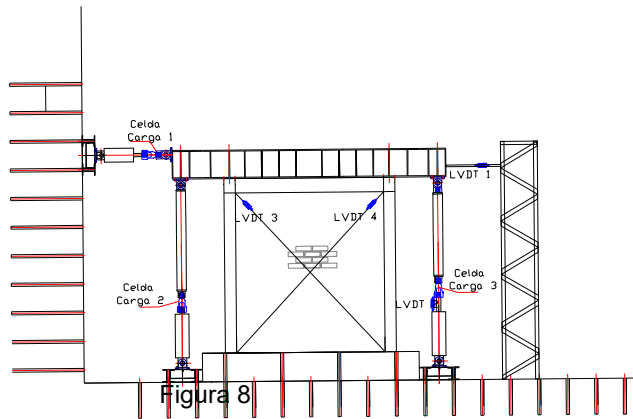 Celda
Carga 1
LVDT 1
LVDT 3
LVDT 4
Celda
Carga 2
Celda
Carga 3
LVDT
Figura 8